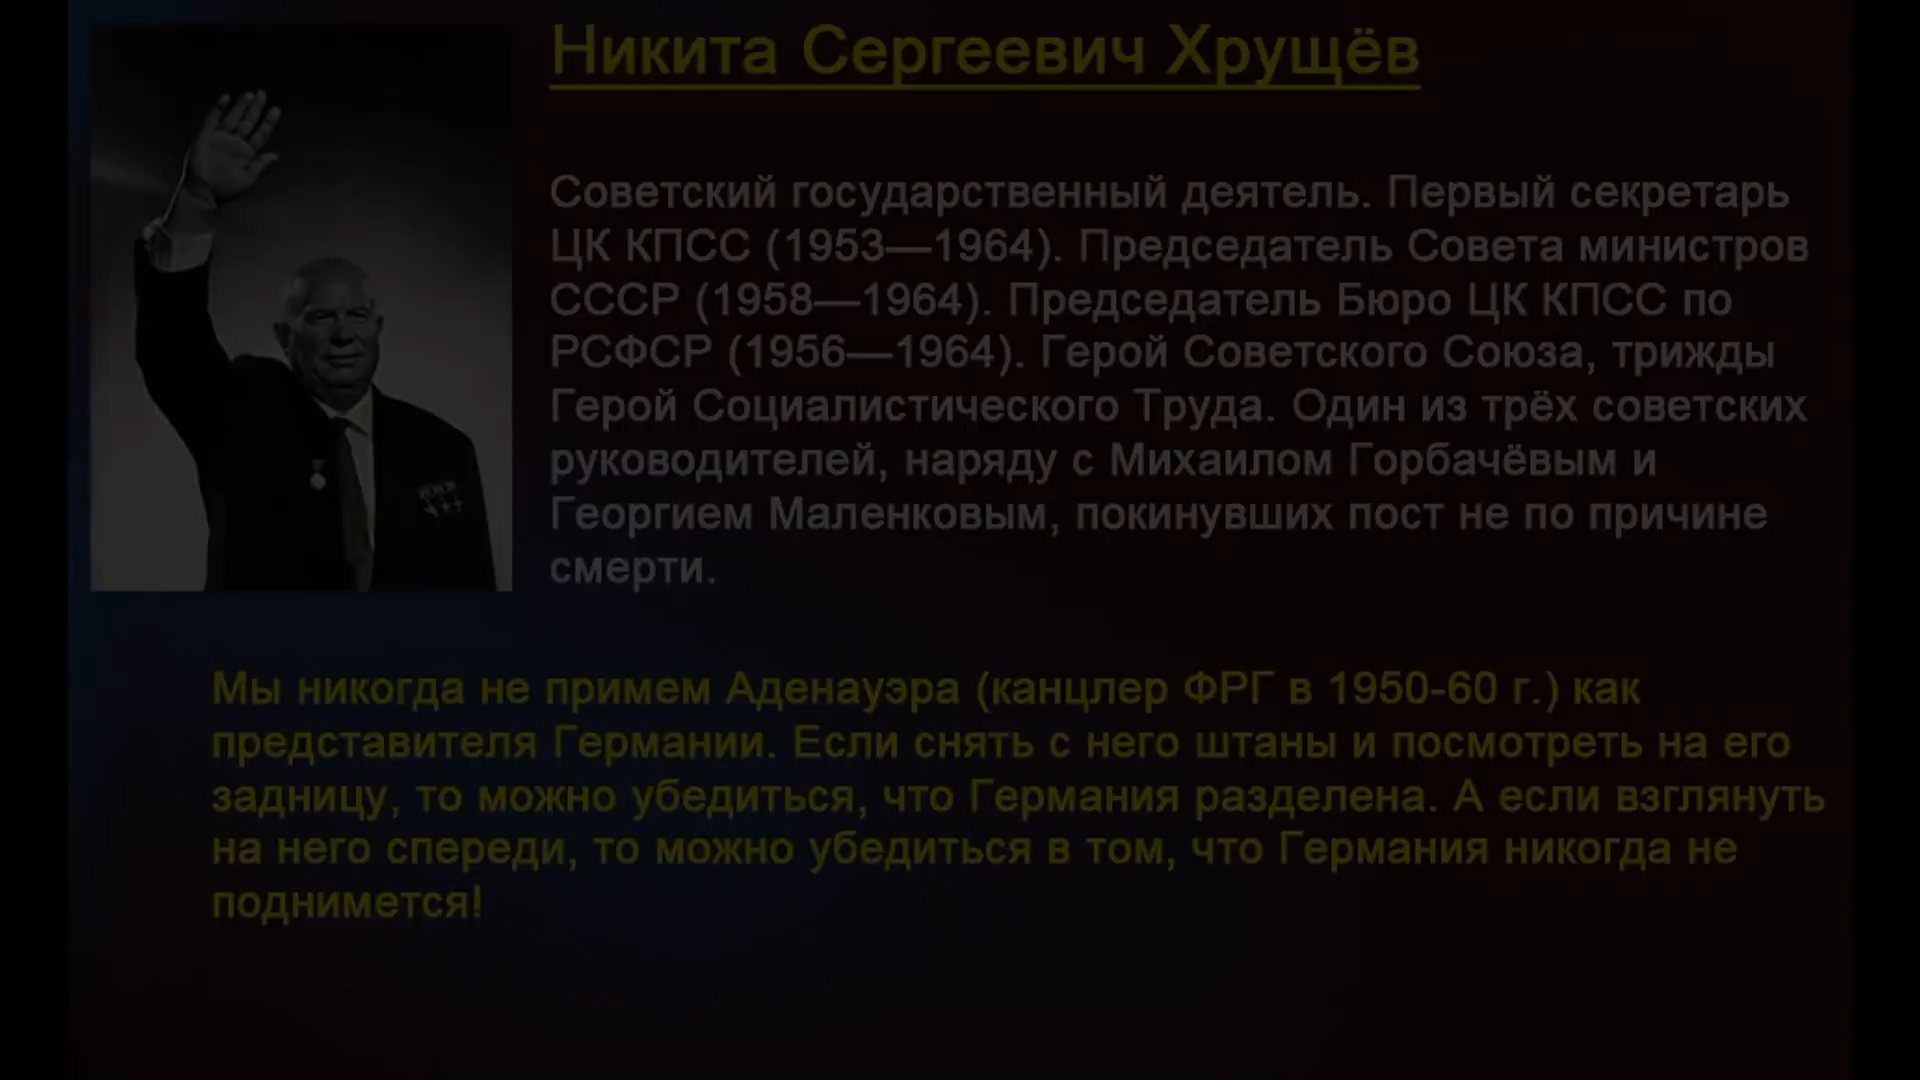 Никита Сергеевич Хрущёв
Советский государственный деятель. Первый секретарь
ЦК КПСС (1953—1964). Председатель Совета министров
СССР (1958—1964). Председатель Бюро ЦК КПСС по
РСФСР (1956—1964). Герой Советского Союза, трижды
Герой Социалистического Труда. Один из трёх советских
руководителей, наряду с Михаилом Горбачёвым и
Георгием Маленковым, покинувших пост не по причине
смерти.
Мы никогда не примем Аденауэра (канцлер ФРГ в 1950-60 г.) как
представителя Германии. Если снять с него штаны и посмотреть на его
задницу, то можно убедиться, что Германия разделена. А если взглянуть
на него спереди, то можно убедиться в том, что Германия никогда не
поднимется!